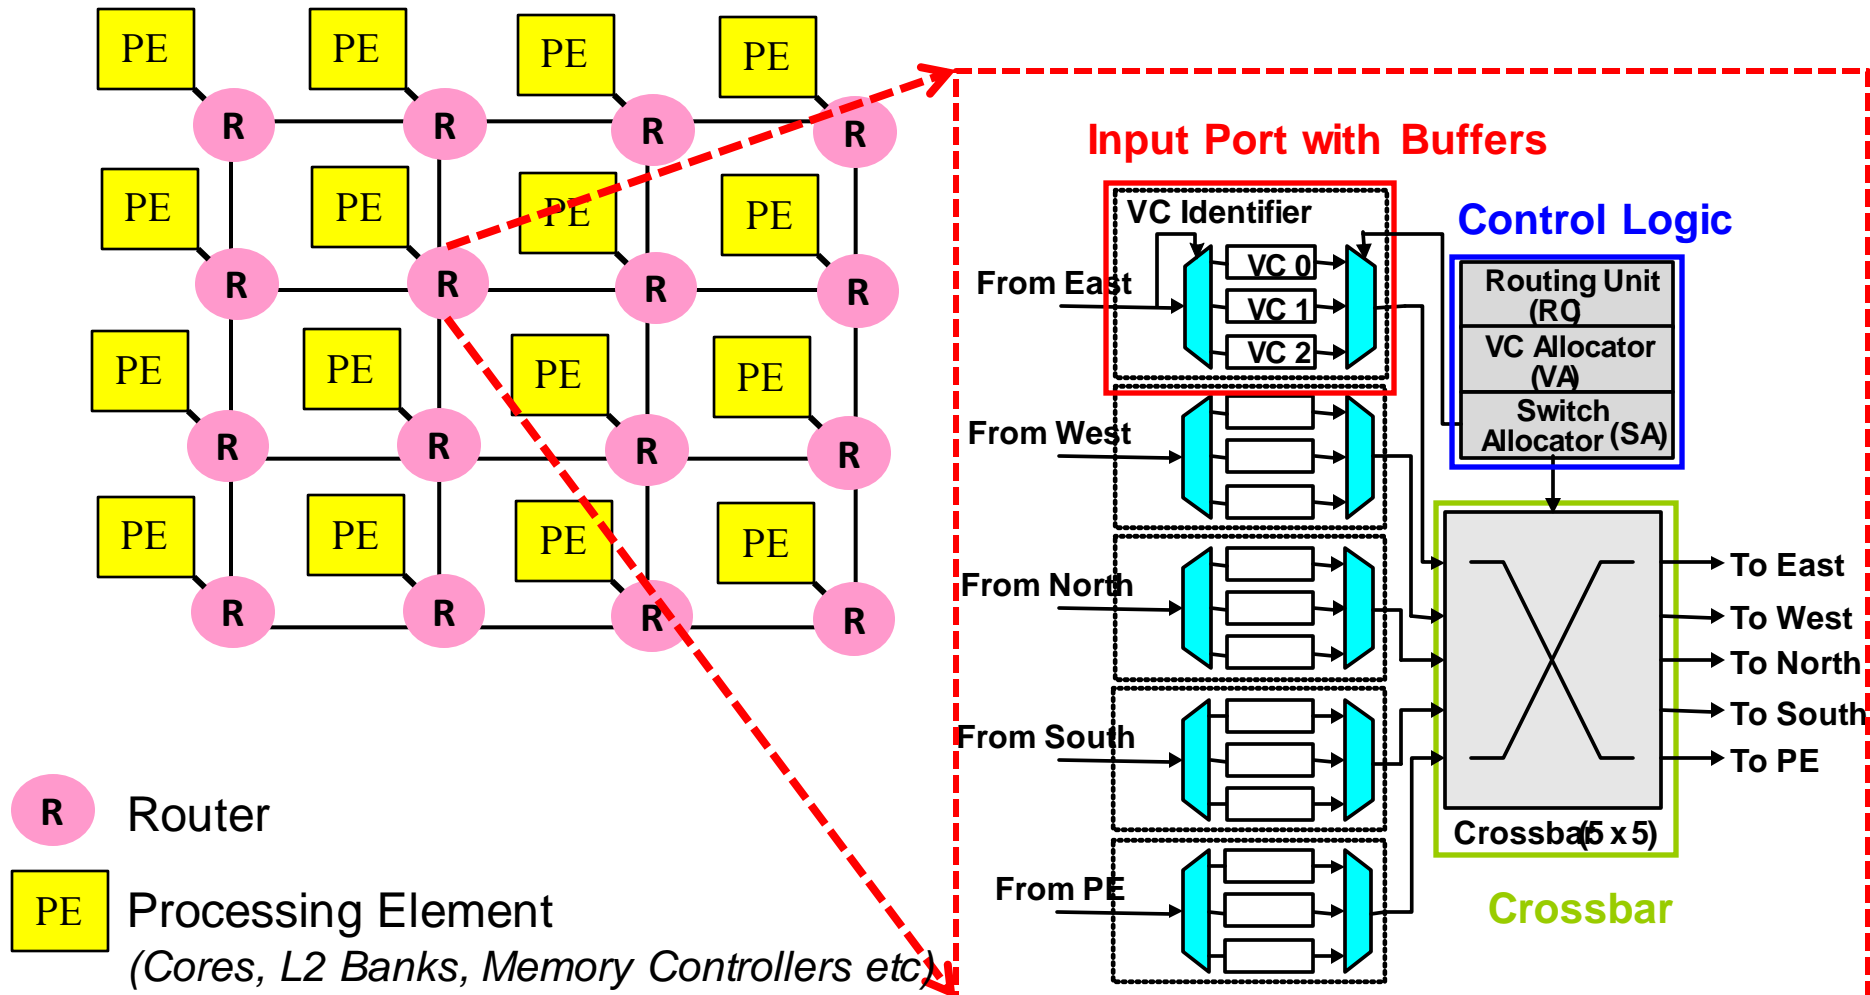 PE PE PE PE
R R R R
PE PE PE PE
R R R R
PE PE PE PE
R R R R
PE PE PE PE
R R R R
R Router
PE Processing Element
(Cores, L2 Banks, Memory Controllers etc)
Input Port with Buffers
VC Identifier
From East
VC 0
VC 1
VC 2
From West
From North
From South
From PE
Control Logic
Routing Unit
(RC)
VC Allocator
(VA)
Switch
Allocator (SA)
To East
To West
To North
To South
To PE
Crossbar (5 x 5)
Crossbar